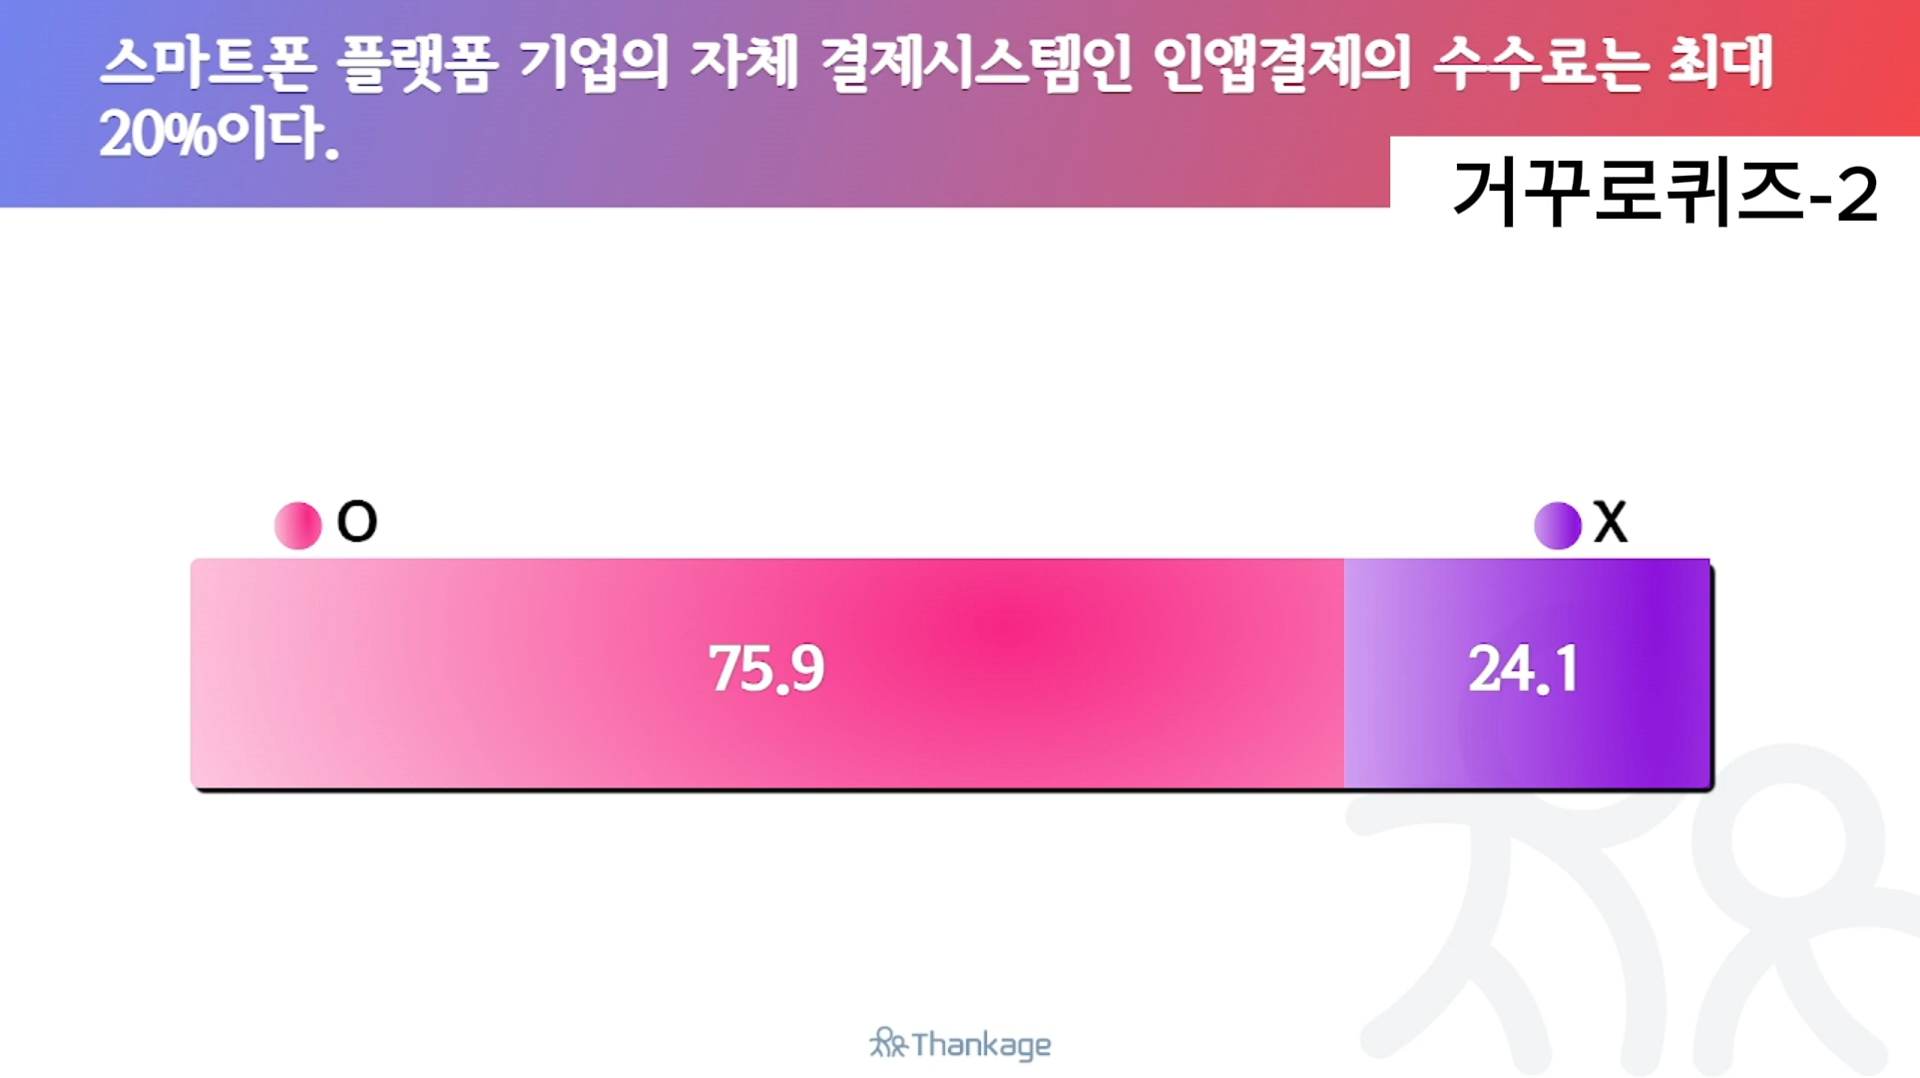 스마트폰 플랫폼 기업의 자체 결제시스템인 인앱결제의 수수료는 최대
20%이다.
거꾸로퀴즈-2
O
X
75.9
24.1
Thankage